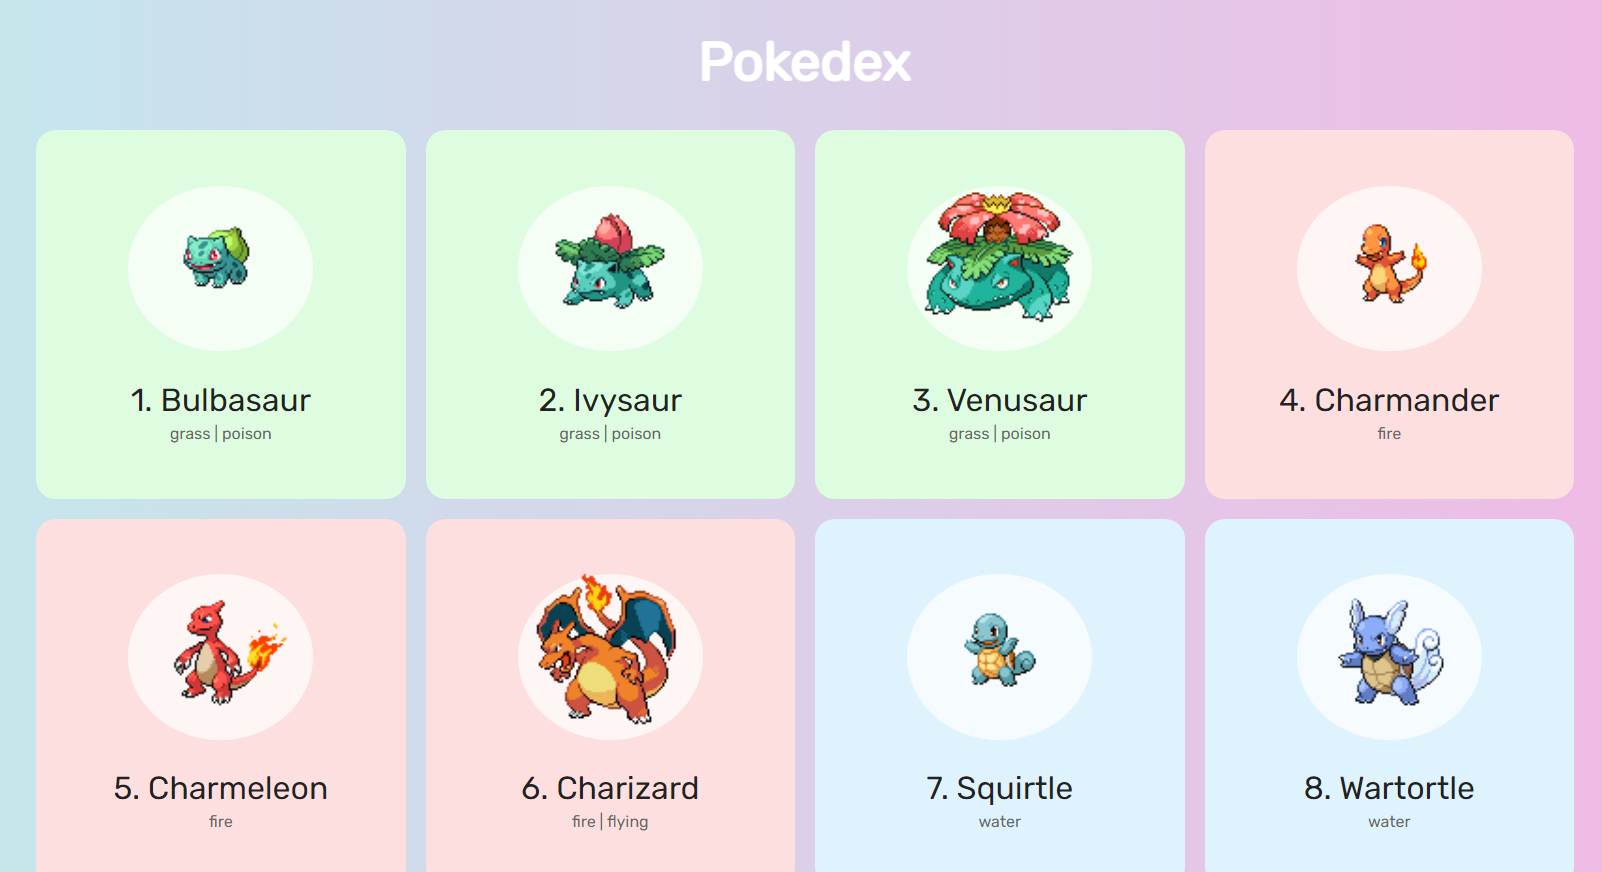 Pokedex
1. Bulbasaur
grass | poison
2. Ivysaur
grass | poison
3. Venusaur
grass | poison
4. Charmander
fire
5. Charmeleon
fire
6. Charizard
fire | flying
7. Squirtle
water
8. Wartortle
water